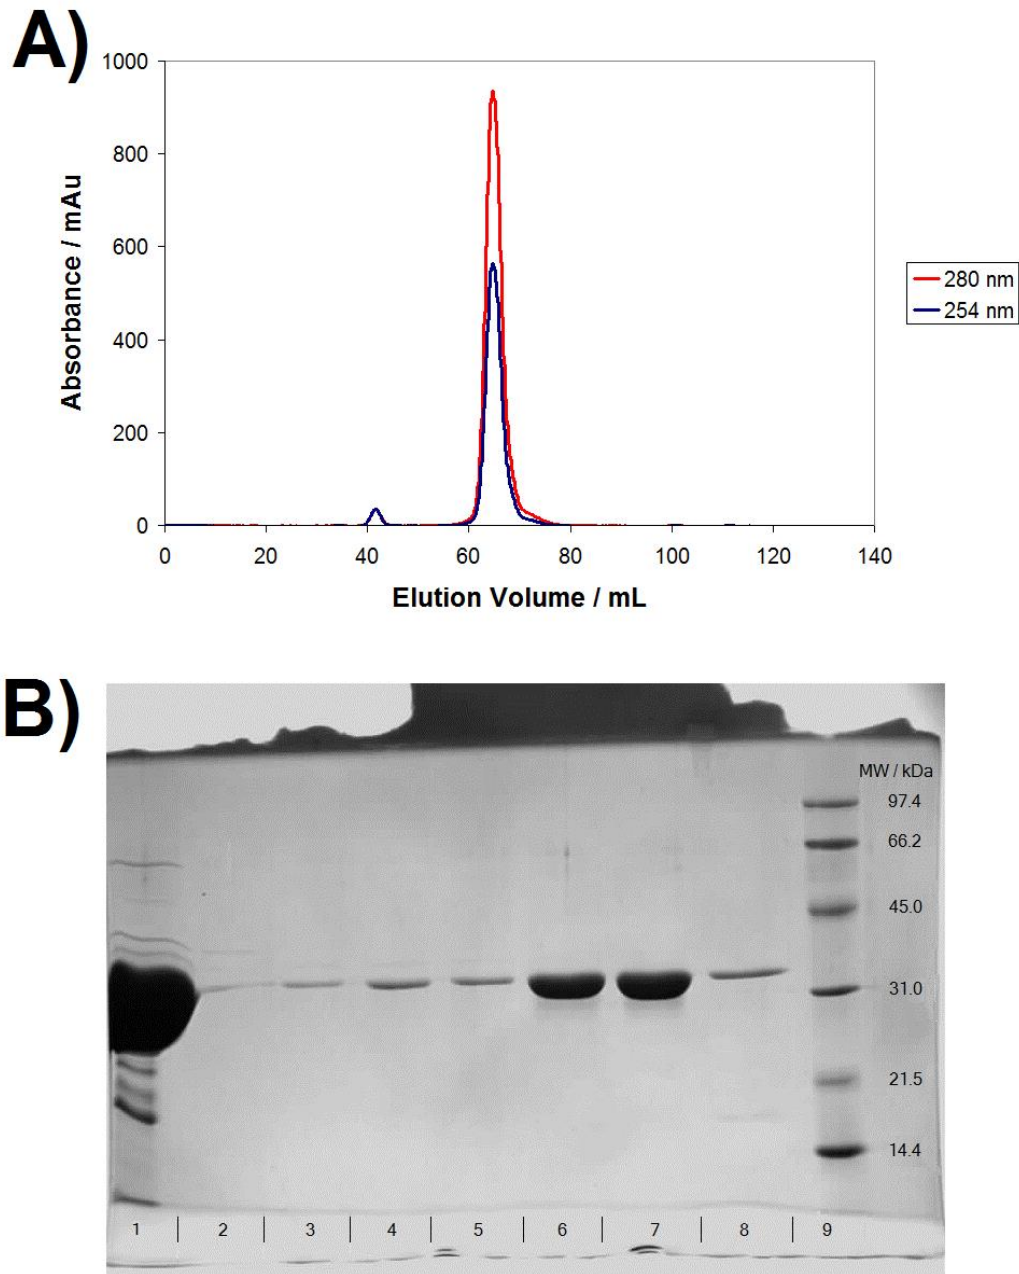 A)
1000
800
600
400
200
0
Absorbance / mAu
0 20 40 60 80 100 120 140
Elution Volume / mL
280 nm
254 nm
B)
MW / kDa
97.4
66.2
45.0
31.0
21.5
14.4
1 2 3 4 5 6 7 8 9